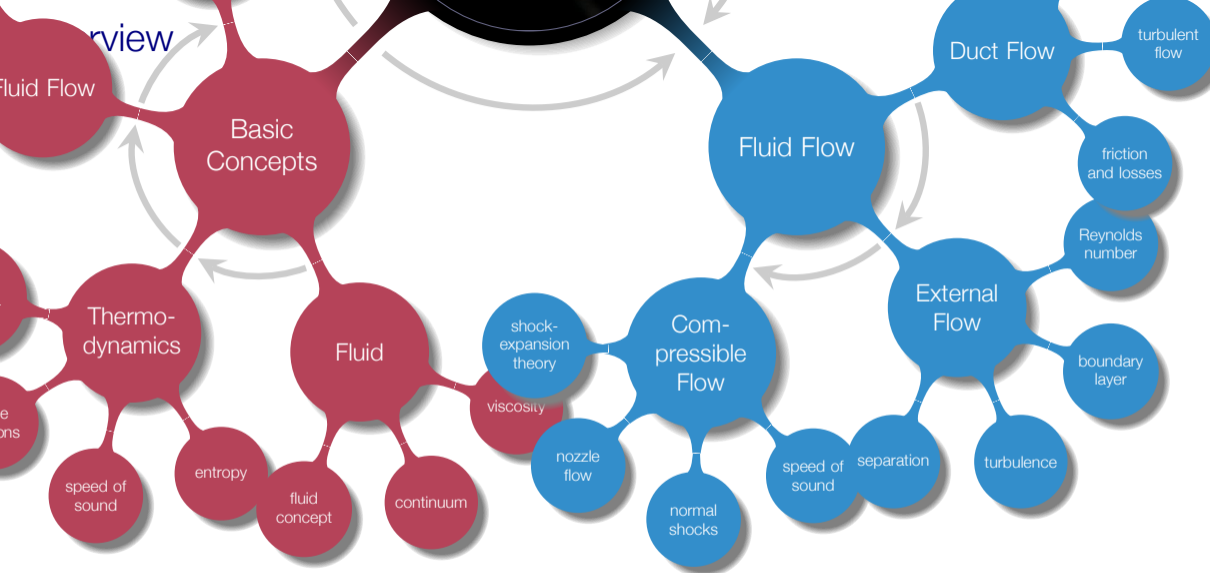 rview
Fluid Flow
Basic
Concepts
Thermo-
dynamics
Fluid
speed of
sound
entropy
fluid
concept
continuum
viscosity
Fluid Flow
Duct Flow
turbulent
flow
friction
and losses
External
Flow
Reynolds
number
boundary
layer
turbulence
separation
Com-
pressible
Flow
shock-
expansion
theory
nozzle
flow
normal
shocks
speed of
sound
e
ons